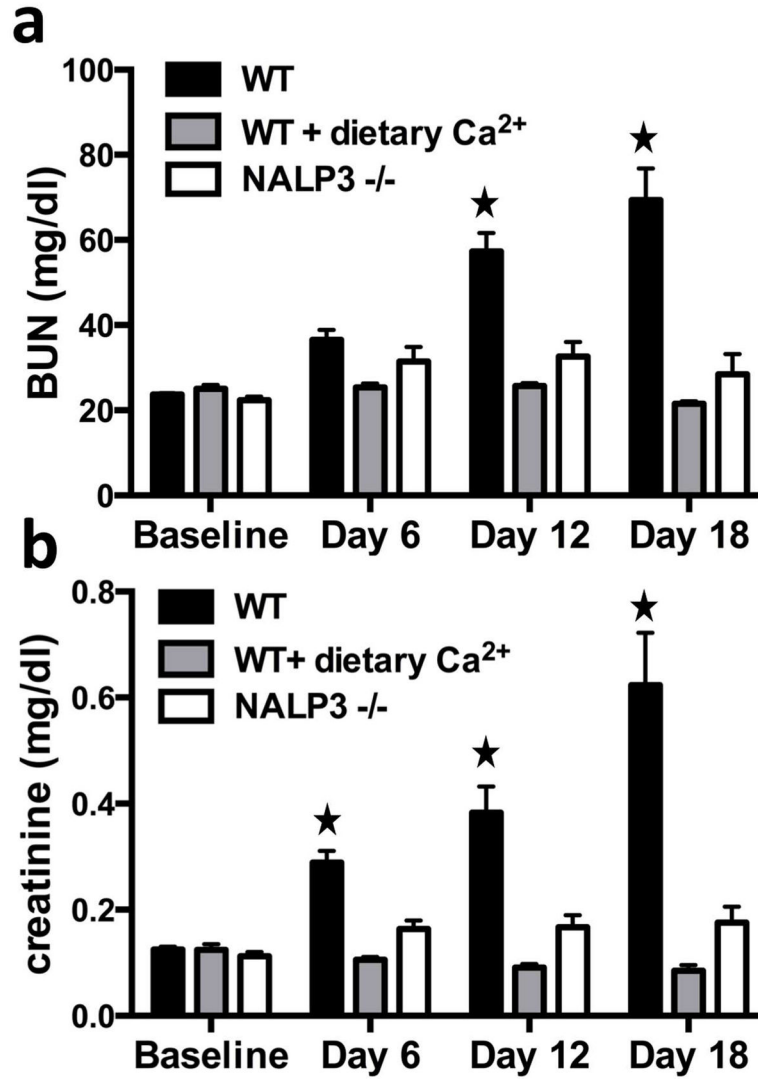 a
BUN (mg/dl)
100
80
60
40
20
0
WT
WT + dietary Ca²⁺
NALP3 -/-
★
★
Baseline Day 6 Day 12 Day 18
b
creatinine (mg/dl)
0.8
0.6
0.4
0.2
0.0
WT
WT+ dietary Ca²⁺
NALP3 -/-
★
★
★
Baseline Day 6 Day 12 Day 18